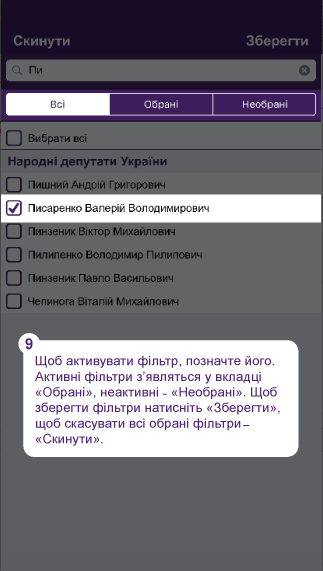 Скинути Зберегти
Пи
Всі Обрані Необрані
Вибрати всі
Народні депутати України
Пишний Андрій Григорович
Писаренко Валерій Володимирович
Пинзеник Віктор Михайлович
Пилипенко Володимир Пилипович
Пинзеник Павло Васильович
Чепинога Віталій Михайлович
9
Щоб активувати фільтр, позначте його.
Активні фільтри з’являться у вкладці
«Обрані», неактивні - «Необрані». Щоб
зберегти фільтри натисніть «Зберегти»,
щоб скасувати всі обрані фільтри –
«Скинути».